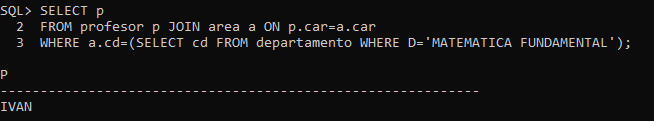 SQL> SELECT p
  2  FROM profesor p JOIN area a ON p.car=a.car
  3  WHERE a.cd=(SELECT cd FROM departamento WHERE D='MATEMATICA FUNDAMENTAL');
P
------------------------------------------------------------
IVAN